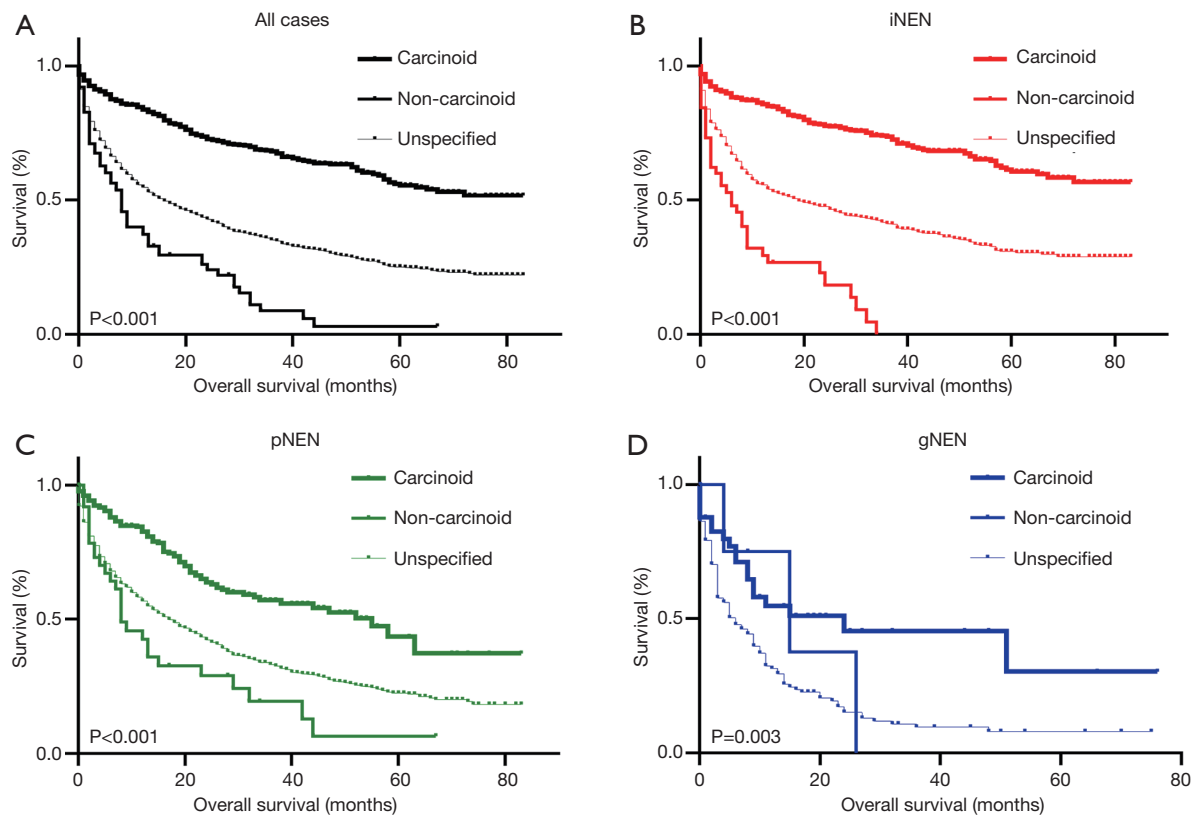 A
All cases
Carcinoid
Non-carcinoid
Unspecified
Survival (%)
1.0
0.5
0.0
P<0.001
0 20 40 60 80
Overall survival (months)
B
iNEN
Carcinoid
Non-carcinoid
Unspecified
Survival (%)
1.0
0.5
0.0
P<0.001
0 20 40 60 80
Overall survival (months)
C
pNEN
Carcinoid
Non-carcinoid
Unspecified
Survival (%)
1.0
0.5
0.0
P<0.001
0 20 40 60 80
Overall survival (months)
D
gNEN
Carcinoid
Non-carcinoid
Unspecified
Survival (%)
1.0
0.5
0.0
P=0.003
0 20 40 60 80
Overall survival (months)